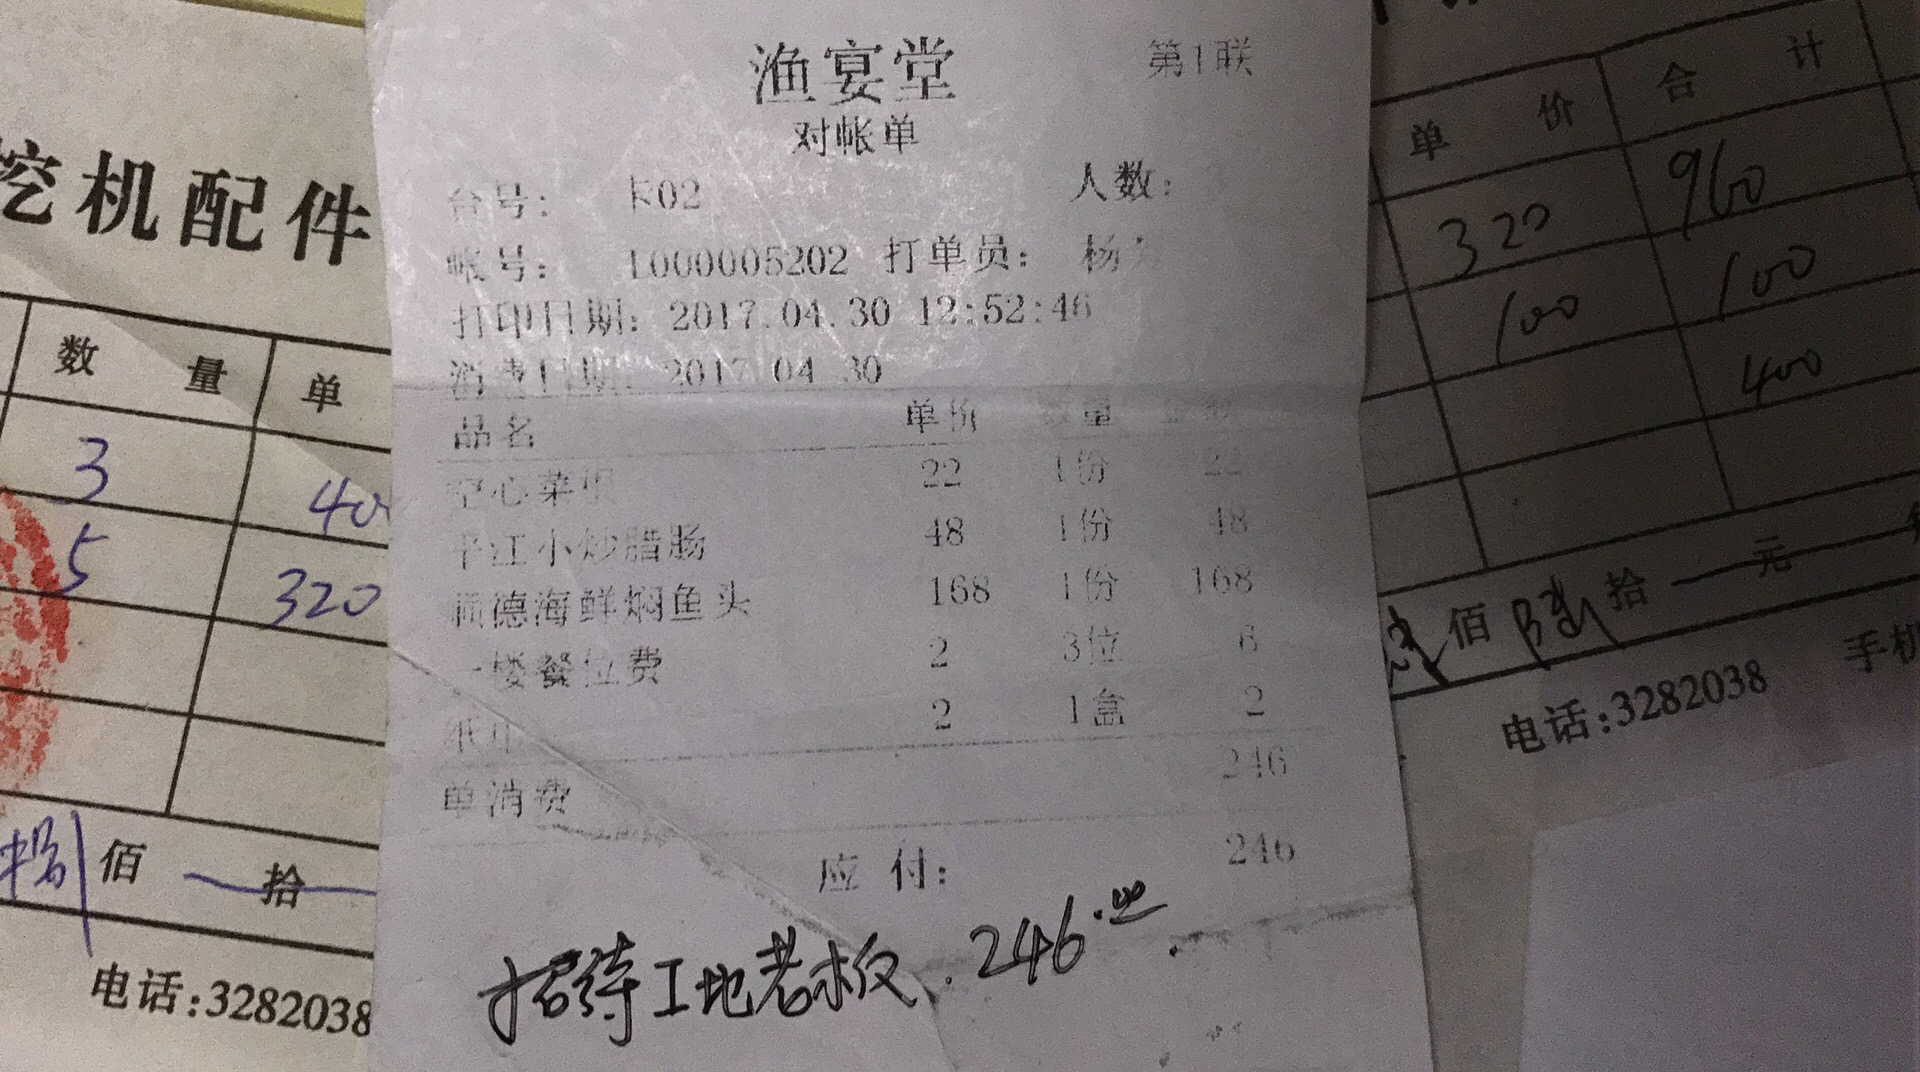 渔宴堂
第1联
对帐单
台号: 卡02 人数:
帐号: L000005202 打单员: 杨
打印日期: 2017.04.30 12:52:46
消费日期: 2017.04.30
品名 单价 数量 金额
空心菜梗 22 1份 22
平江小炒腊肠 48 1份 48
顺德海鲜焖鱼头 168 1份 168
一楼餐位费 2 3位 6
纸巾 2 1盒 2
单消费 246
应 付: 246
招待工地老板. 246
挖机配件
数 量 单
3 40
5 320
捌 佰 拾
电话:3282038
单 价 合 计
320 960
100 100
400
佰 陆 拾 元
电话:3282038 手机